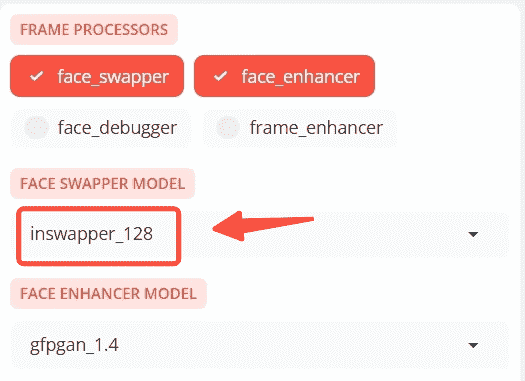 FRAME PROCESSORS
face_swapper face_enhancer
face_debugger frame_enhancer
FACE SWAPPER MODEL
inswapper_128
FACE ENHANCER MODEL
gfpgan_1.4